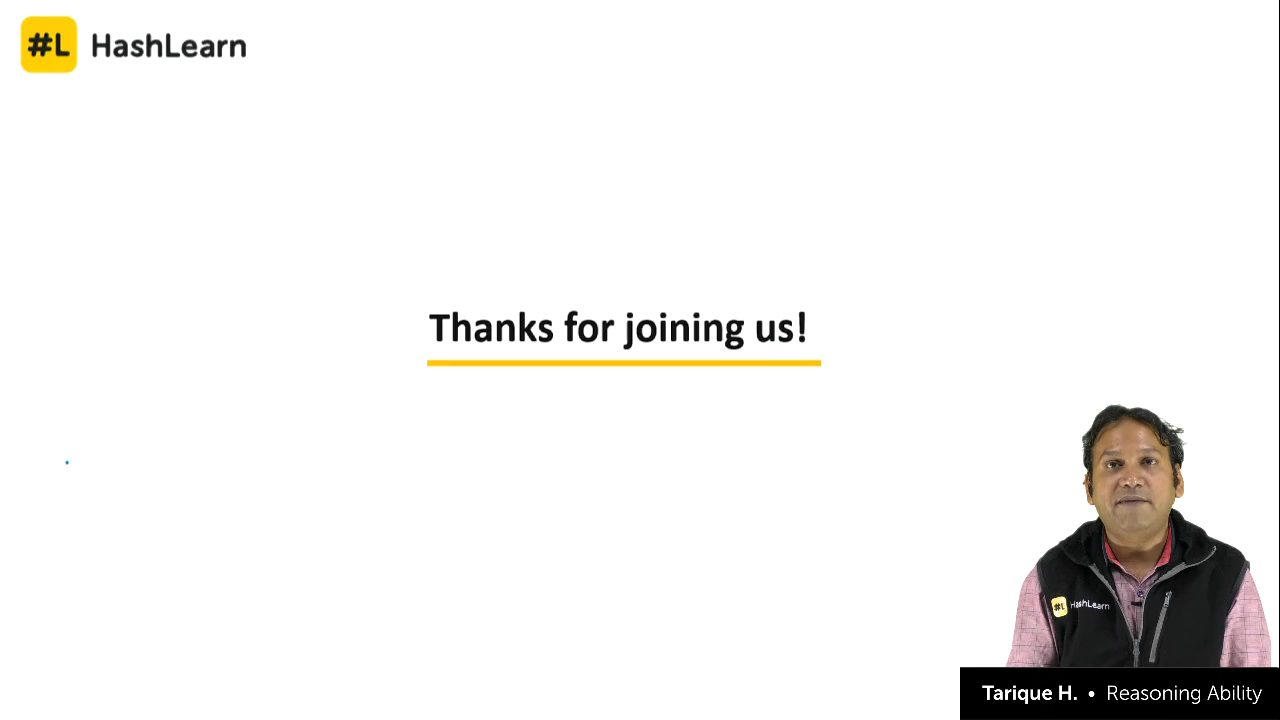 #L HashLearn
Thanks for joining us!
#L HashLearn
Tarique H. • Reasoning Ability